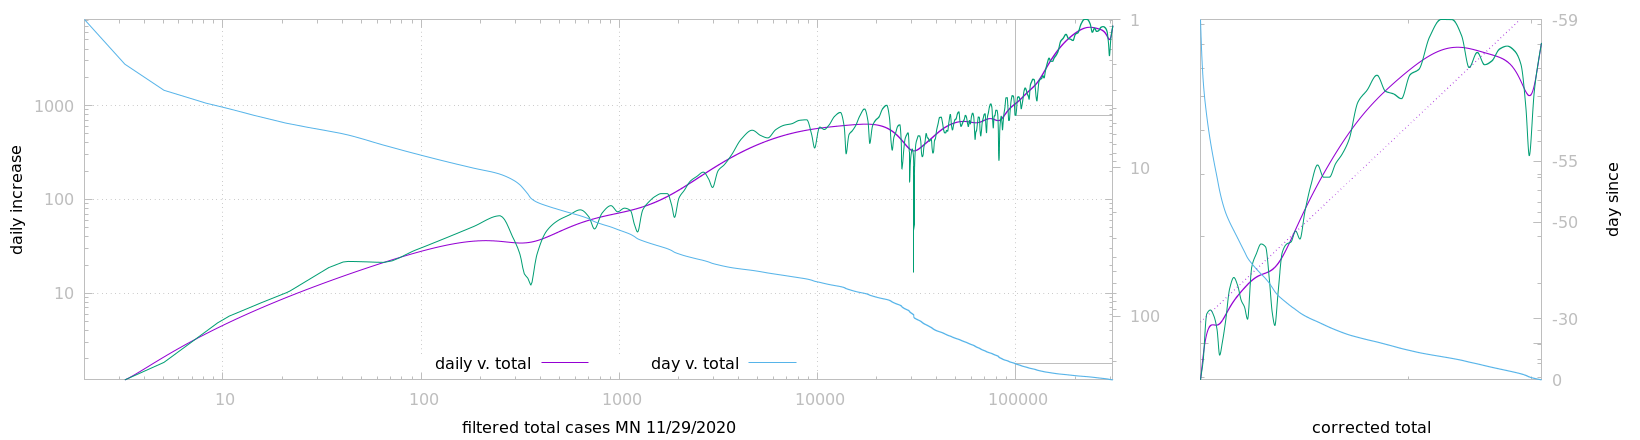 daily increase
1000
100
10
1
10
100
daily v. total
day v. total
10
100
1000
10000
100000
filtered total cases MN 11/29/2020
-59
-55
-50
-30
0
day since
corrected total